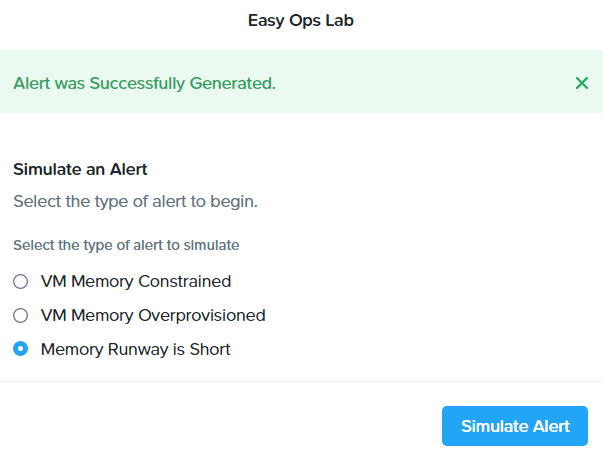 Easy Ops Lab
Alert was Successfully Generated.
Simulate an Alert
Select the type of alert to begin.
Select the type of alert to simulate
VM Memory Constrained
VM Memory Overprovisioned
Memory Runway is Short
Simulate Alert